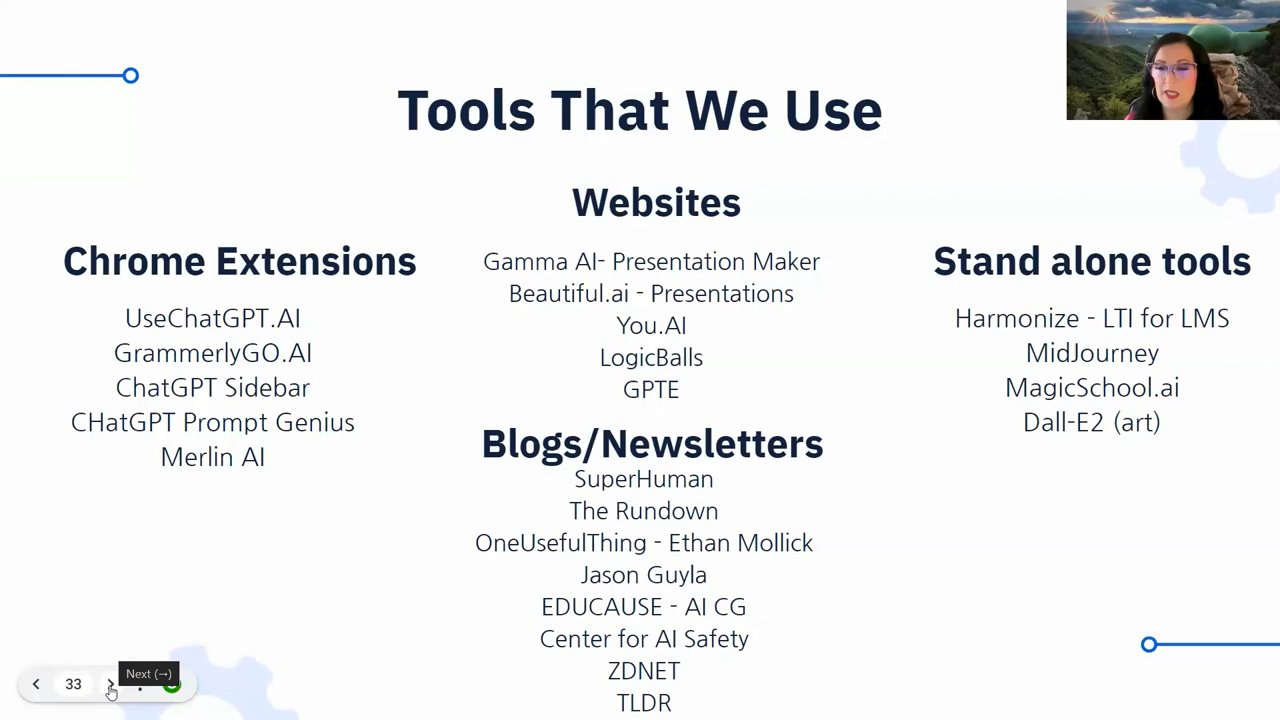 Tools That We Use
Chrome Extensions
UseChatGPT.AI
GrammerlyGO.AI
ChatGPT Sidebar
CHatGPT Prompt Genius
Merlin AI
Websites
Gamma AI- Presentation Maker
Beautiful.ai - Presentations
You.AI
LogicBalls
GPTE
Blogs/Newsletters
SuperHuman
The Rundown
OneUsefulThing - Ethan Mollick
Jason Guyla
EDUCAUSE - AI CG
Center for AI Safety
ZDNET
TLDR
Stand alone tools
Harmonize - LTI for LMS
MidJourney
MagicSchool.ai
Dall-E2 (art)
33
Next (→)